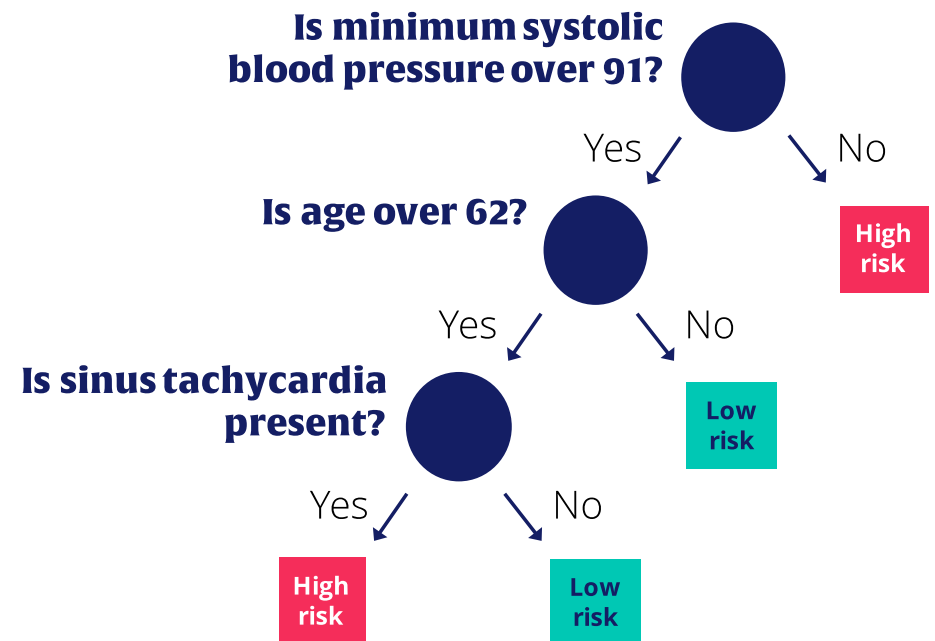 Is minimum systolic
blood pressure over 91?
Yes
No
Is age over 62?
High
risk
Yes
No
Is sinus tachycardia
present?
Low
risk
Yes
No
High
risk
Low
risk